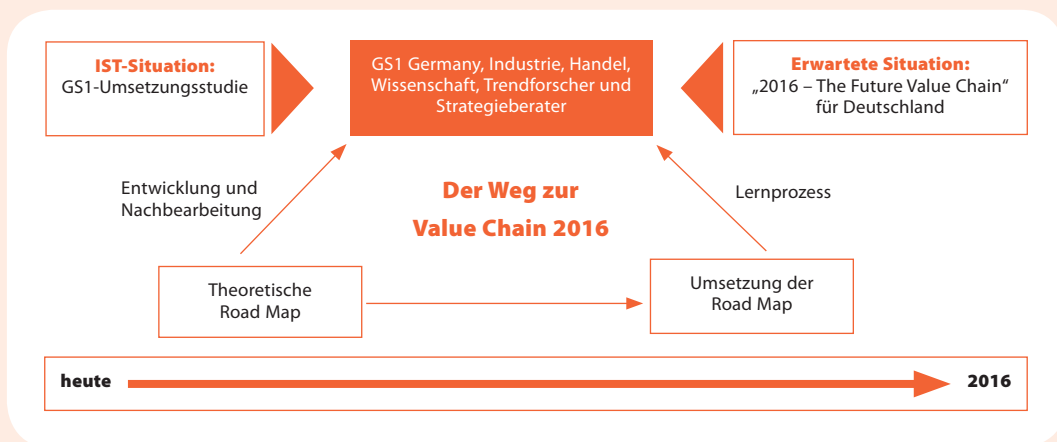 IST-Situation:
GS1-Umsetzungsstudie
GS1 Germany, Industrie, Handel,
Wissenschaft, Trendforscher und
Strategieberater
Erwartete Situation:
„2016 – The Future Value Chain“
für Deutschland
Entwicklung und
Nachbearbeitung
Der Weg zur
Value Chain 2016
Lernprozess
Theoretische
Road Map
Umsetzung der
Road Map
heute
2016